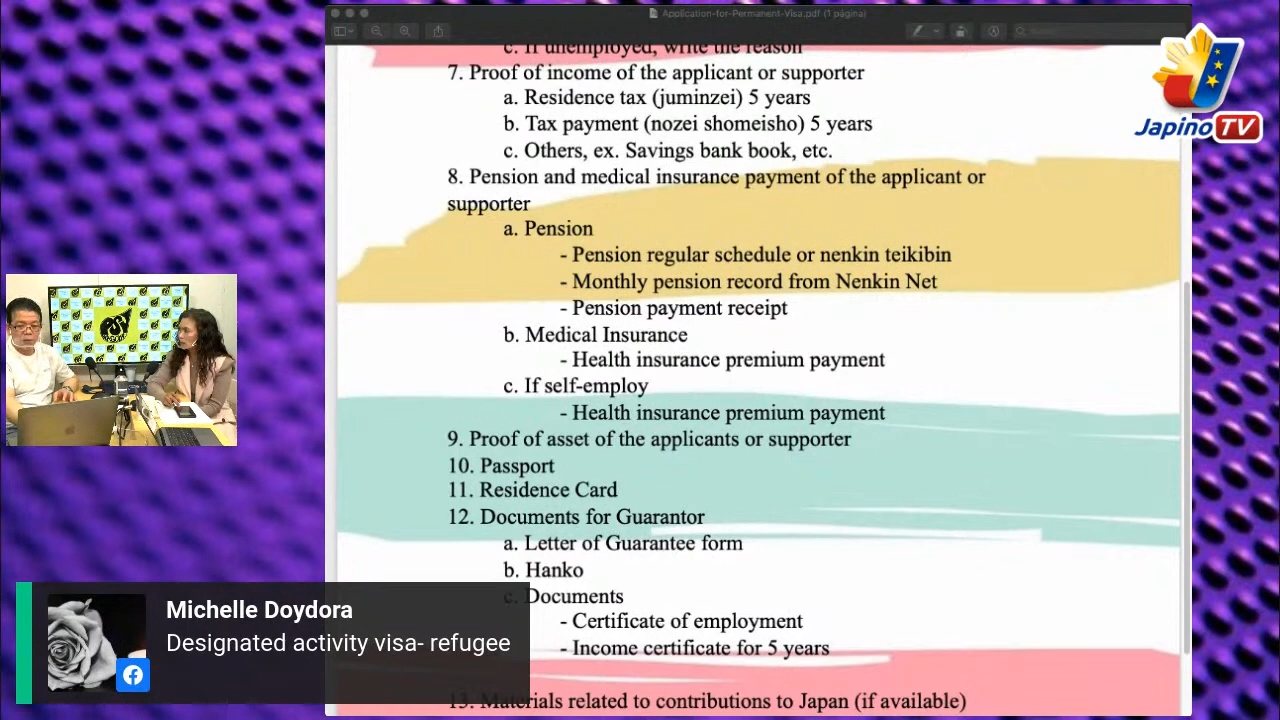 Application-for-Permanent-Visa.pdf (1 página)
c. If unemployed, write the reason
7. Proof of income of the applicant or supporter
a. Residence tax (juminzei) 5 years
b. Tax payment (nozei shomeisho) 5 years
c. Others, ex. Savings bank book, etc.
8. Pension and medical insurance payment of the applicant or
supporter
a. Pension
- Pension regular schedule or nenkin teikibin
- Monthly pension record from Nenkin Net
- Pension payment receipt
b. Medical Insurance
- Health insurance premium payment
c. If self-employ
- Health insurance premium payment
9. Proof of asset of the applicants or supporter
10. Passport
11. Residence Card
12. Documents for Guarantor
a. Letter of Guarantee form
b. Hanko
c. Documents
- Certificate of employment
- Income certificate for 5 years
13. Materials related to contributions to Japan (if available)
Japino TV
Michelle Doydora
Designated activity visa- refugee